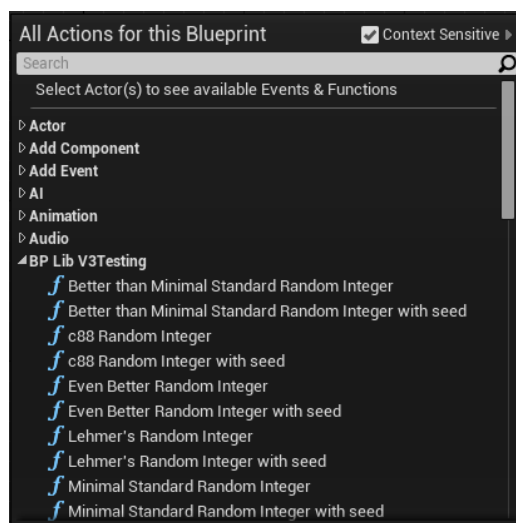 All Actions for this Blueprint Context Sensitive
Search
Select Actor(s) to see available Events & Functions
Actor
Add Component
Add Event
AI
Animation
Audio
BP Lib V3Testing
f Better than Minimal Standard Random Integer
f Better than Minimal Standard Random Integer with seed
f c88 Random Integer
f c88 Random Integer with seed
f Even Better Random Integer
f Even Better Random Integer with seed
f Lehmer's Random Integer
f Lehmer's Random Integer with seed
f Minimal Standard Random Integer
f Minimal Standard Random Integer with seed